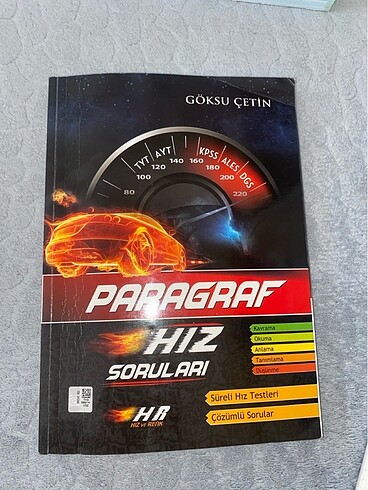 GÖKSU ÇETİN
80
100
120
140
160
180
200
220
TYT
AYT
KPSS
ALES
DGS
PARAGRAF
HIZ
SORULARI
Kavrama
Okuma
Anlama
Tanımlama
Düşünme
Süreli Hız Testleri
Çözümlü Sorular
HR
HIZ ve RENK